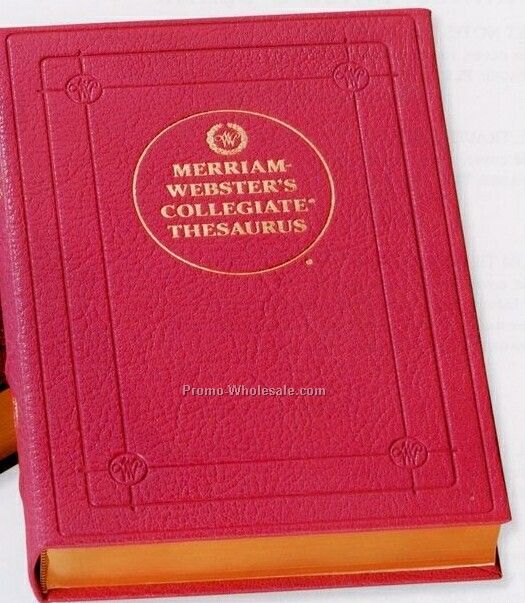 MERRIAM-
WEBSTER'S
COLLEGIATE®
THESAURUS
Promo-Wholesale.com